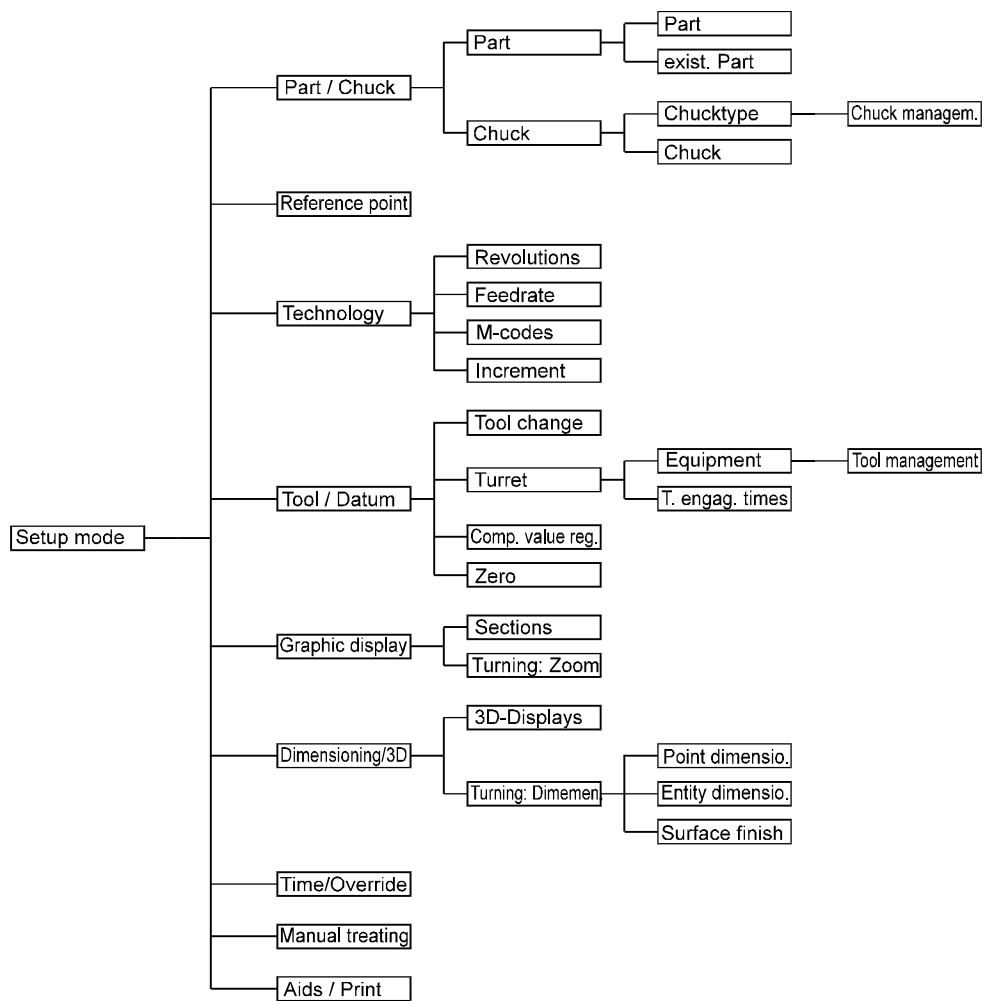 Part
Part
exist. Part
Part / Chuck
Chucktype
Chuck managem.
Chuck
Chuck
Reference point
Revolutions
Feedrate
Technology
M-codes
Increment
Tool change
Equipment
Tool management
Turret
Tool / Datum
T. engag. times
Setup mode
Comp. value reg.
Zero
Sections
Graphic display
Turning: Zoom
3D-Displays
Dimensioning/3D
Point dimensio.
Turning: Dimemen.
Entity dimensio.
Surface finish
Time/Override
Manual treating
Aids / Print